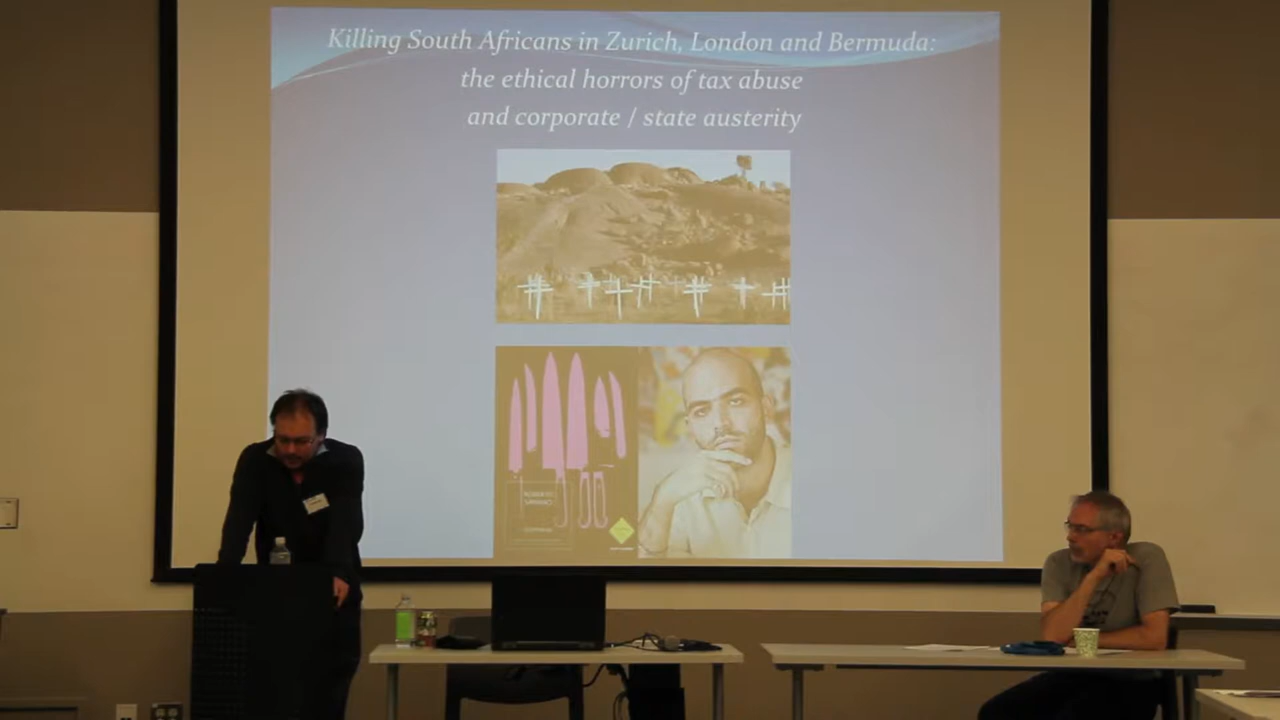 Killing South Africans in Zurich, London and Bermuda:
the ethical horrors of tax abuse
and corporate / state austerity